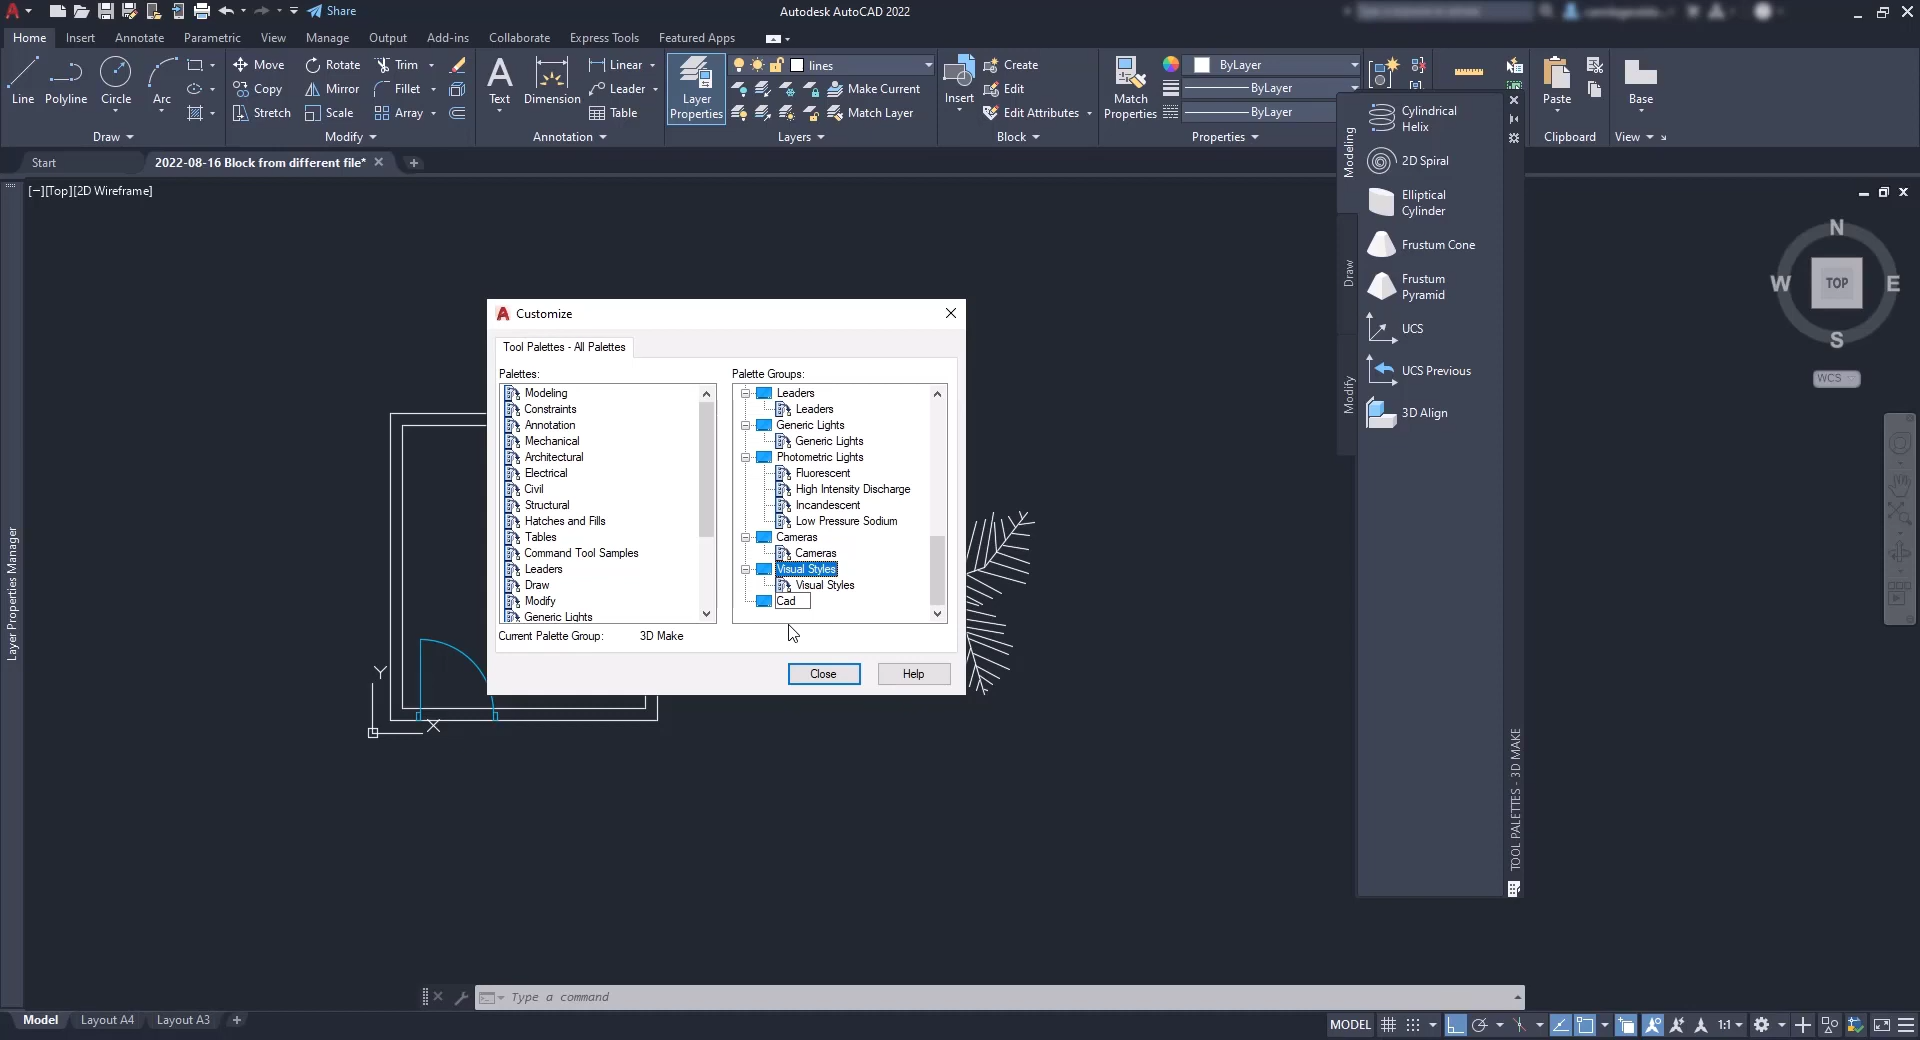 Share
Autodesk AutoCAD 2022
Home Insert Annotate Parametric View Manage Output Add-ins Collaborate Express Tools Featured Apps
Line
Polyline
Circle
Arc
Draw
Move
Rotate
Trim
Copy
Mirror
Fillet
Stretch
Scale
Array
Modify
A
Text
Dimension
Linear
Leader
Table
Annotation
Layer
Properties
lines
Make Current
Match Layer
Layers
Insert
Create
Edit
Edit Attributes
Block
Match
Properties
ByLayer
ByLayer
ByLayer
Properties
Paste
Clipboard
Base
View
Start
2022-08-16 Block from different file*
[−][Top][2D Wireframe]
Layer Properties Manager
Customize
Tool Palettes - All Palettes
Palettes:
Modeling
Constraints
Annotation
Mechanical
Architectural
Electrical
Civil
Structural
Hatches and Fills
Tables
Command Tool Samples
Leaders
Draw
Modify
Generic Lights
Palette Groups:
Leaders
Leaders
Generic Lights
Generic Lights
Photometric Lights
Fluorescent
High Intensity Discharge
Incandescent
Low Pressure Sodium
Cameras
Cameras
Visual Styles
Visual Styles
Cad
Current Palette Group: 3D Make
Close
Help
Y
X
Modeling
Draw
Modify
Cylindrical
Helix
2D Spiral
Elliptical
Cylinder
Frustum Cone
Frustum
Pyramid
UCS
UCS Previous
3D Align
TOOL PALETTES - 3D MAKE
N
W
TOP
E
S
WCS
Type a command
Model
Layout A4
Layout A3
MODEL
1:1